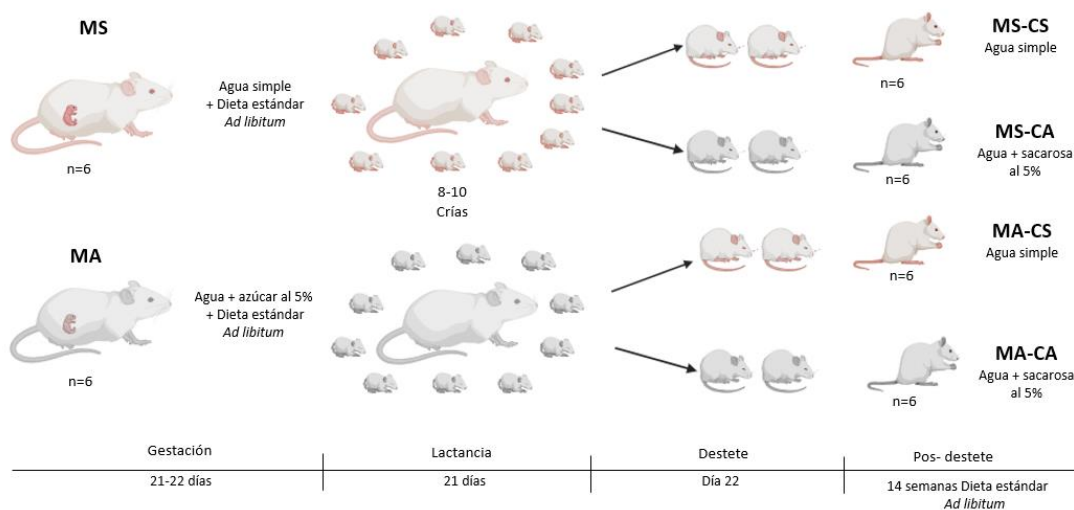 MS
Agua simple
+ Dieta estándar
Ad libitum
n=6
8-10
Crías
MS-CS
Agua simple
n=6
MS-CA
Agua + sacarosa
al 5%
n=6
MA
Agua + azúcar al 5%
+ Dieta estándar
Ad libitum
n=6
MA-CS
Agua simple
n=6
MA-CA
Agua + sacarosa
al 5%
n=6
Gestación
Lactancia
Destete
Pos- destete
21-22 días
21 días
Día 22
14 semanas Dieta estándar
Ad libitum